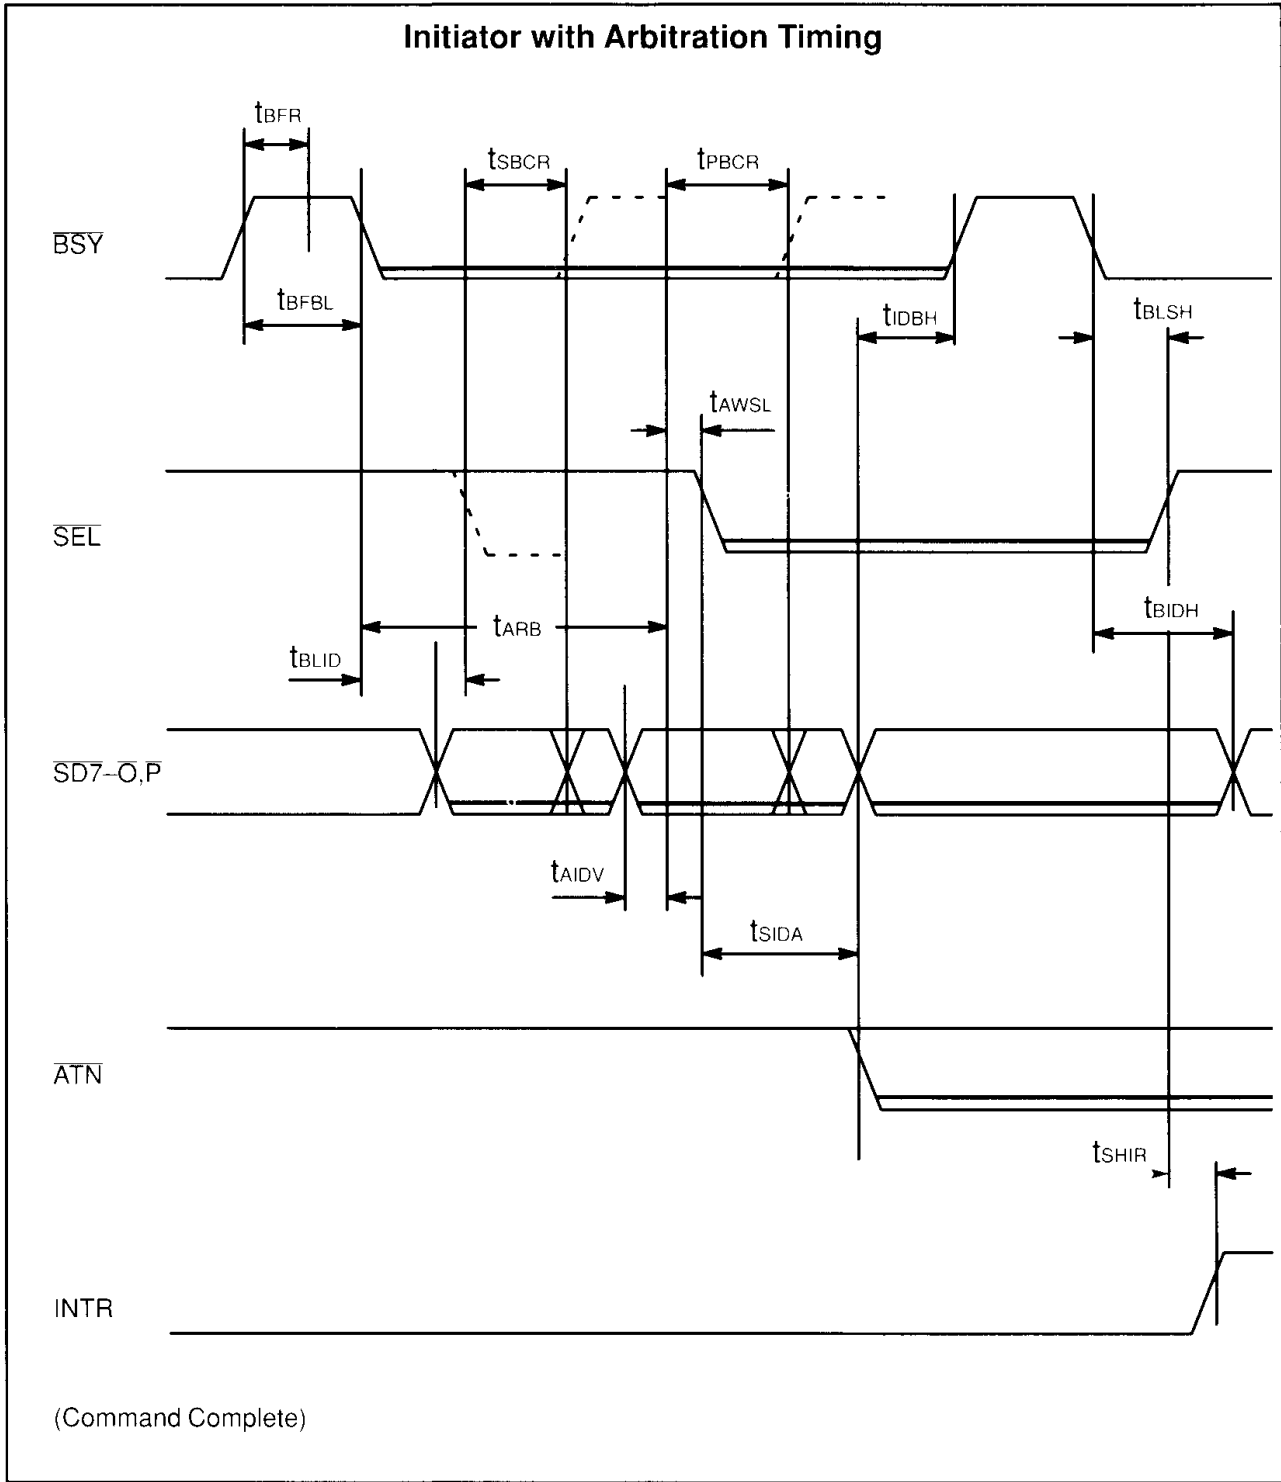 Initiator with Arbitration Timing
tBFR
tSBCR
tPBCR
BSY
tBFBL
tIDBH
tBLSH
tAWSL
SEL
tARB
tBIDH
tBLID
SD7–O,P
tAIDV
tSIDA
ATN
tSHIR
INTR
(Command Complete)